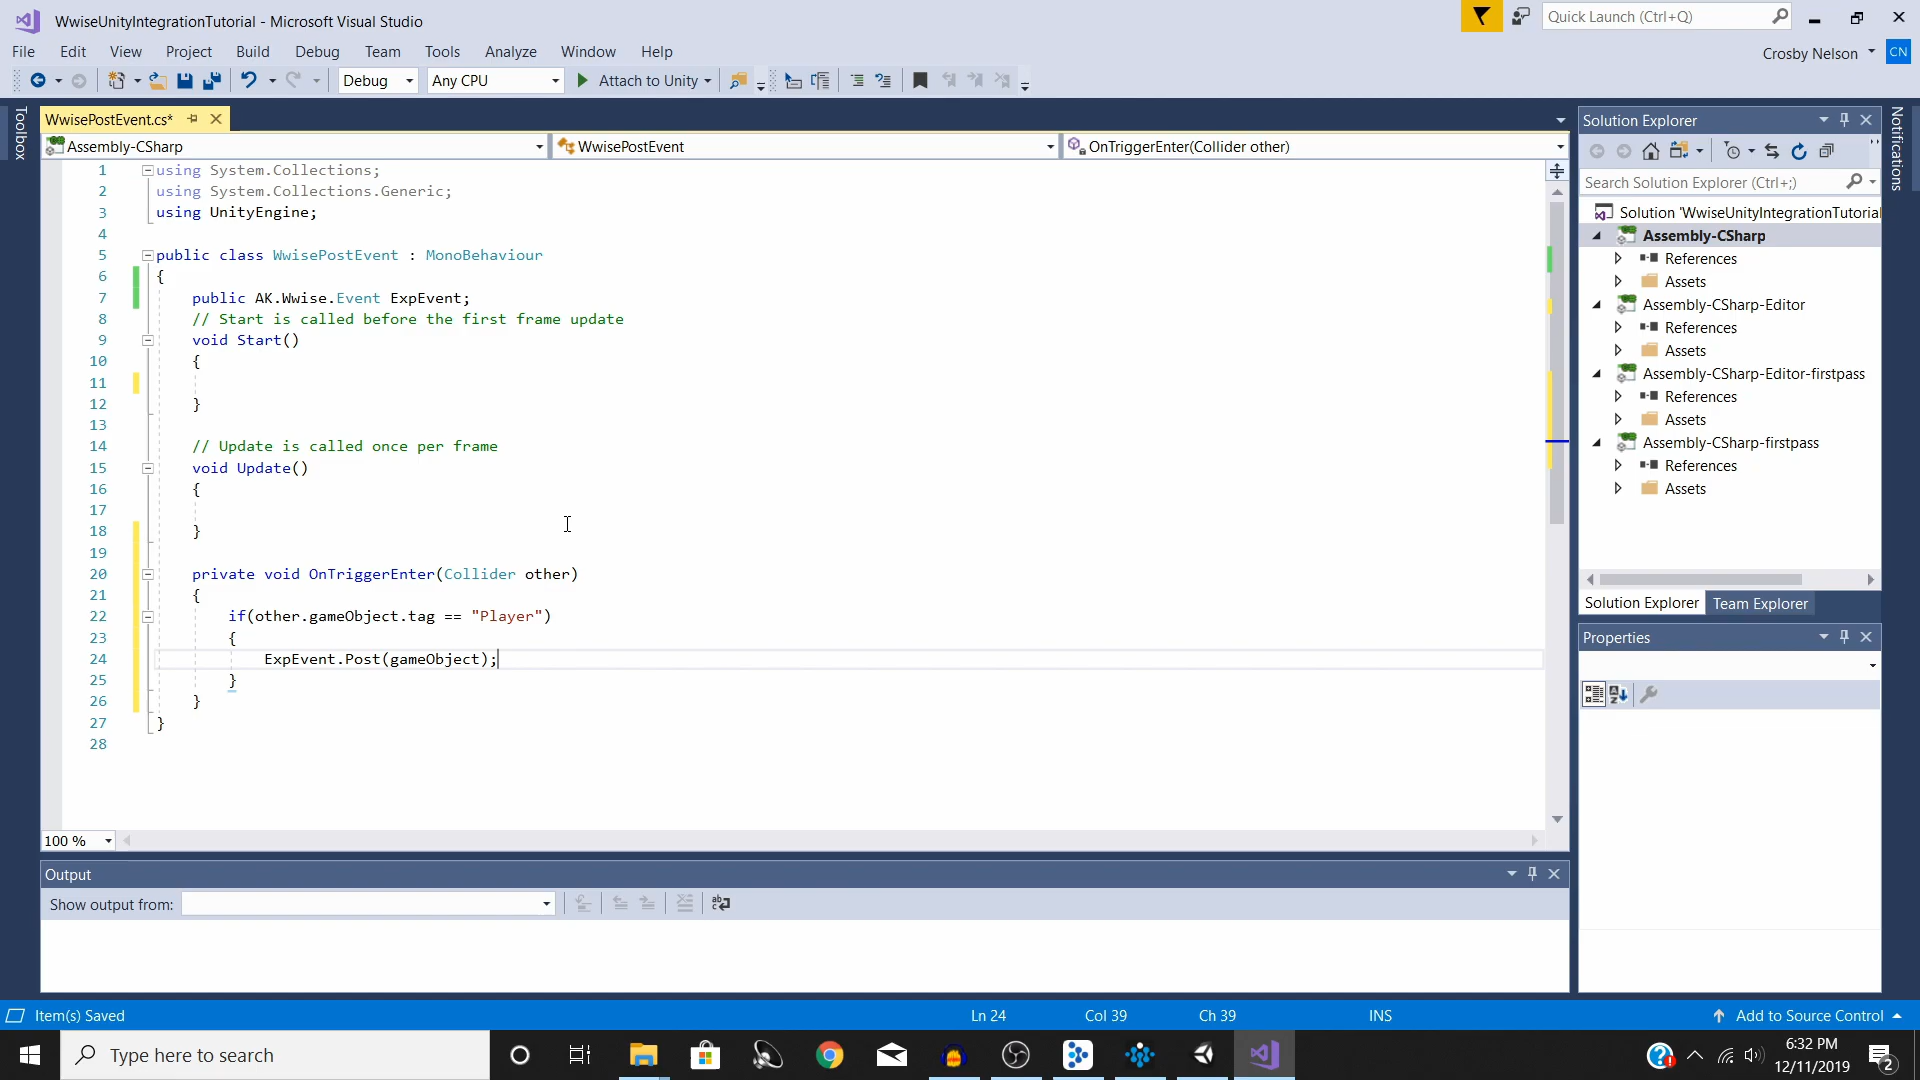 WwiseUnityIntegrationTutorial - Microsoft Visual Studio
Quick Launch (Ctrl+Q)
File Edit View Project Build Debug Team Tools Analyze Window Help
Crosby Nelson CN
Debug Any CPU Attach to Unity
Toolbox
WwisePostEvent.cs*
Assembly-CSharp WwisePostEvent OnTriggerEnter(Collider other)
1 using System.Collections;
2 using System.Collections.Generic;
3 using UnityEngine;
4
5 public class WwisePostEvent : MonoBehaviour
6 {
7 public AK.Wwise.Event ExpEvent;
8 // Start is called before the first frame update
9 void Start()
10 {
11
12 }
13
14 // Update is called once per frame
15 void Update()
16 {
17
18 }
19
20 private void OnTriggerEnter(Collider other)
21 {
22 if(other.gameObject.tag == "Player")
23 {
24 ExpEvent.Post(gameObject);
25 }
26 }
27 }
28
100 %
Output
Show output from:
Solution Explorer
Search Solution Explorer (Ctrl+;)
Solution 'WwiseUnityIntegrationTutorial
Assembly-CSharp
References
Assets
Assembly-CSharp-Editor
References
Assets
Assembly-CSharp-Editor-firstpass
References
Assets
Assembly-CSharp-firstpass
References
Assets
Solution Explorer Team Explorer
Properties
Notifications
Item(s) Saved Ln 24 Col 39 Ch 39 INS Add to Source Control
Type here to search
6:32 PM
12/11/2019
2